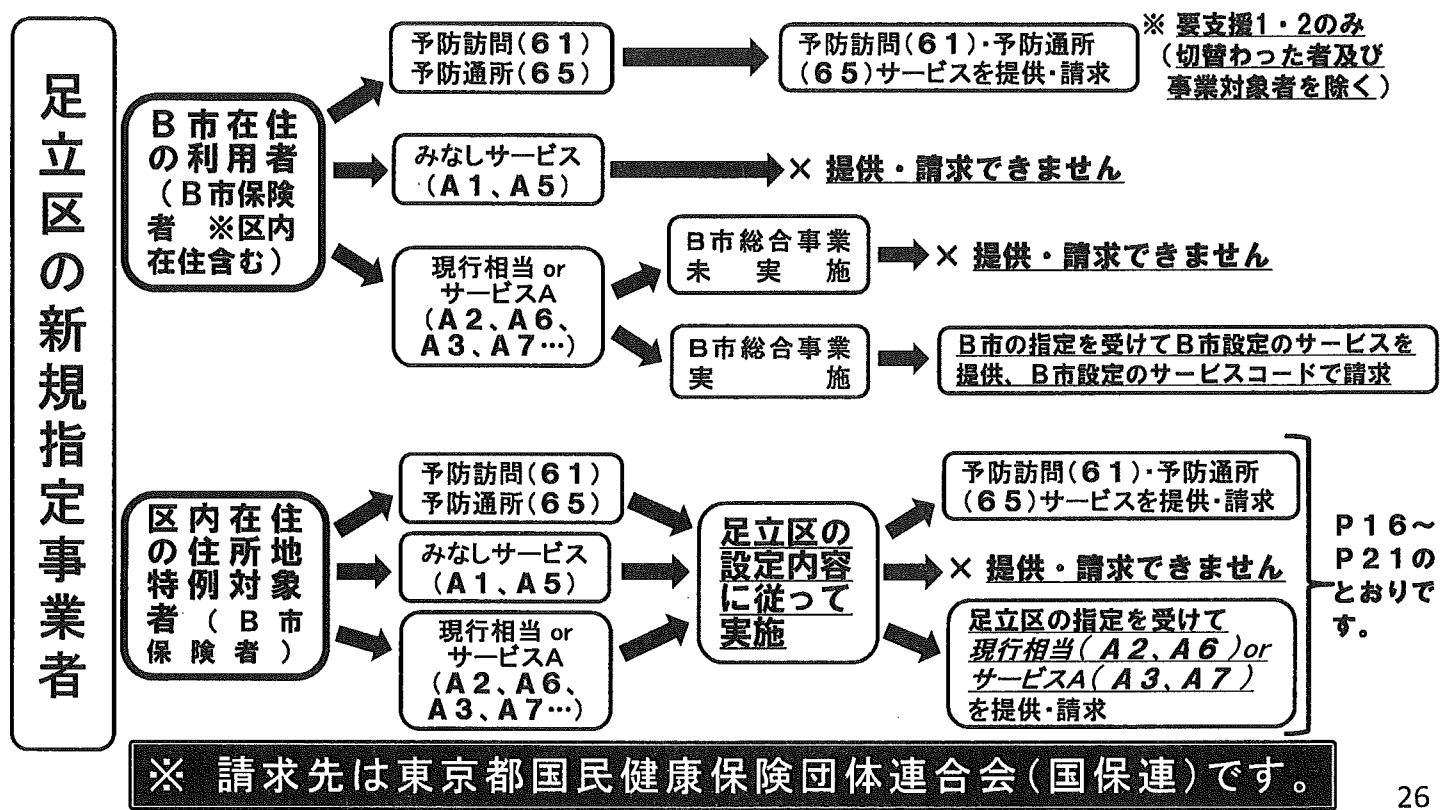 足立区の新規指定事業者
B市在住
の利用者
(B市保険
者 ※区内
在住含む)
予防訪問(61)
予防通所(65)
予防訪問(61)・予防通所
(65)サービスを提供・請求
※ 要支援1・2のみ
(切替わった者及び
事業対象者を除く)
みなしサービス
(A1、A5)
× 提供・請求できません
現行相当 or
サービスA
(A2、A6、
A3、A7…)
B市総合事業
未実施
× 提供・請求できません
B市総合事業
実施
B市の指定を受けてB市設定のサービスを
提供、B市設定のサービスコードで請求
区内在住
の住所地
特例対象
者(B市
保険者)
予防訪問(61)
予防通所(65)
みなしサービス
(A1、A5)
現行相当 or
サービスA
(A2、A6、
A3、A7…)
足立区の
設定内容
に従って
実施
予防訪問(61)・予防通所
(65)サービスを提供・請求
× 提供・請求できません
足立区の指定を受けて
現行相当(A2、A6)or
サービスA(A3、A7)
を提供・請求
P16～
P21の
とおりで
す。
※ 請求先は東京都国民健康保険団体連合会(国保連)です。
26